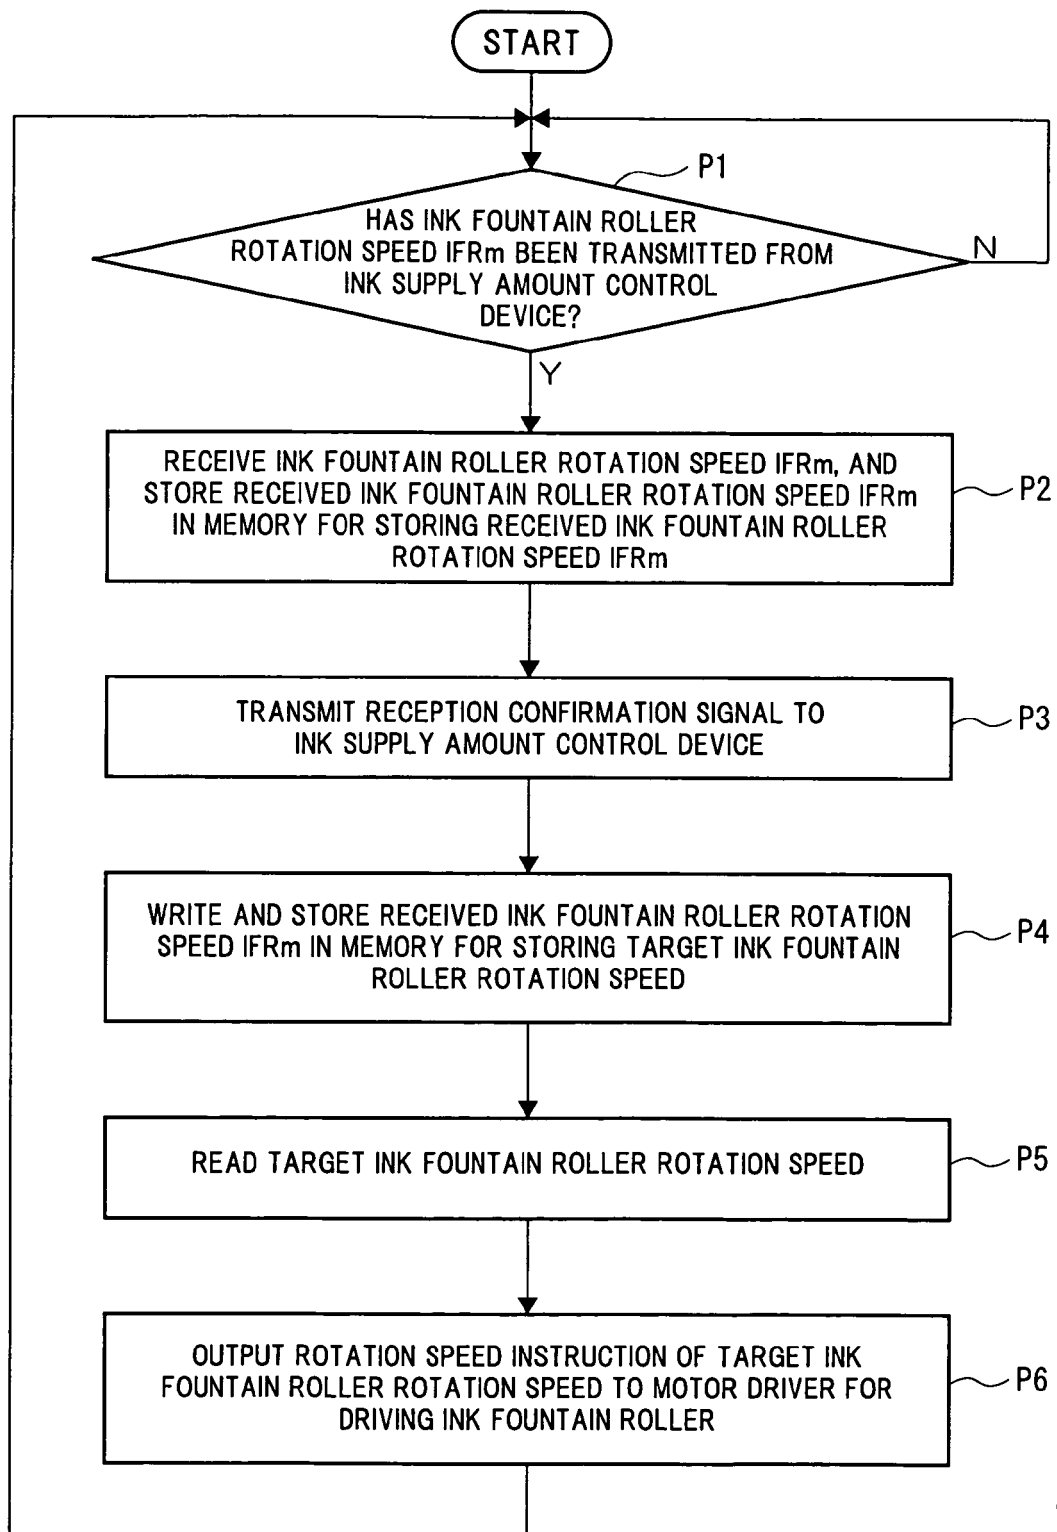 START
P1
HAS INK FOUNTAIN ROLLER
ROTATION SPEED IFRm BEEN TRANSMITTED FROM
INK SUPPLY AMOUNT CONTROL
DEVICE?
N
Y
RECEIVE INK FOUNTAIN ROLLER ROTATION SPEED IFRm, AND
STORE RECEIVED INK FOUNTAIN ROLLER ROTATION SPEED IFRm
IN MEMORY FOR STORING RECEIVED INK FOUNTAIN ROLLER
ROTATION SPEED IFRm
P2
TRANSMIT RECEPTION CONFIRMATION SIGNAL TO
INK SUPPLY AMOUNT CONTROL DEVICE
P3
WRITE AND STORE RECEIVED INK FOUNTAIN ROLLER ROTATION
SPEED IFRm IN MEMORY FOR STORING TARGET INK FOUNTAIN
ROLLER ROTATION SPEED
P4
READ TARGET INK FOUNTAIN ROLLER ROTATION SPEED
P5
OUTPUT ROTATION SPEED INSTRUCTION OF TARGET INK
FOUNTAIN ROLLER ROTATION SPEED TO MOTOR DRIVER FOR
DRIVING INK FOUNTAIN ROLLER
P6